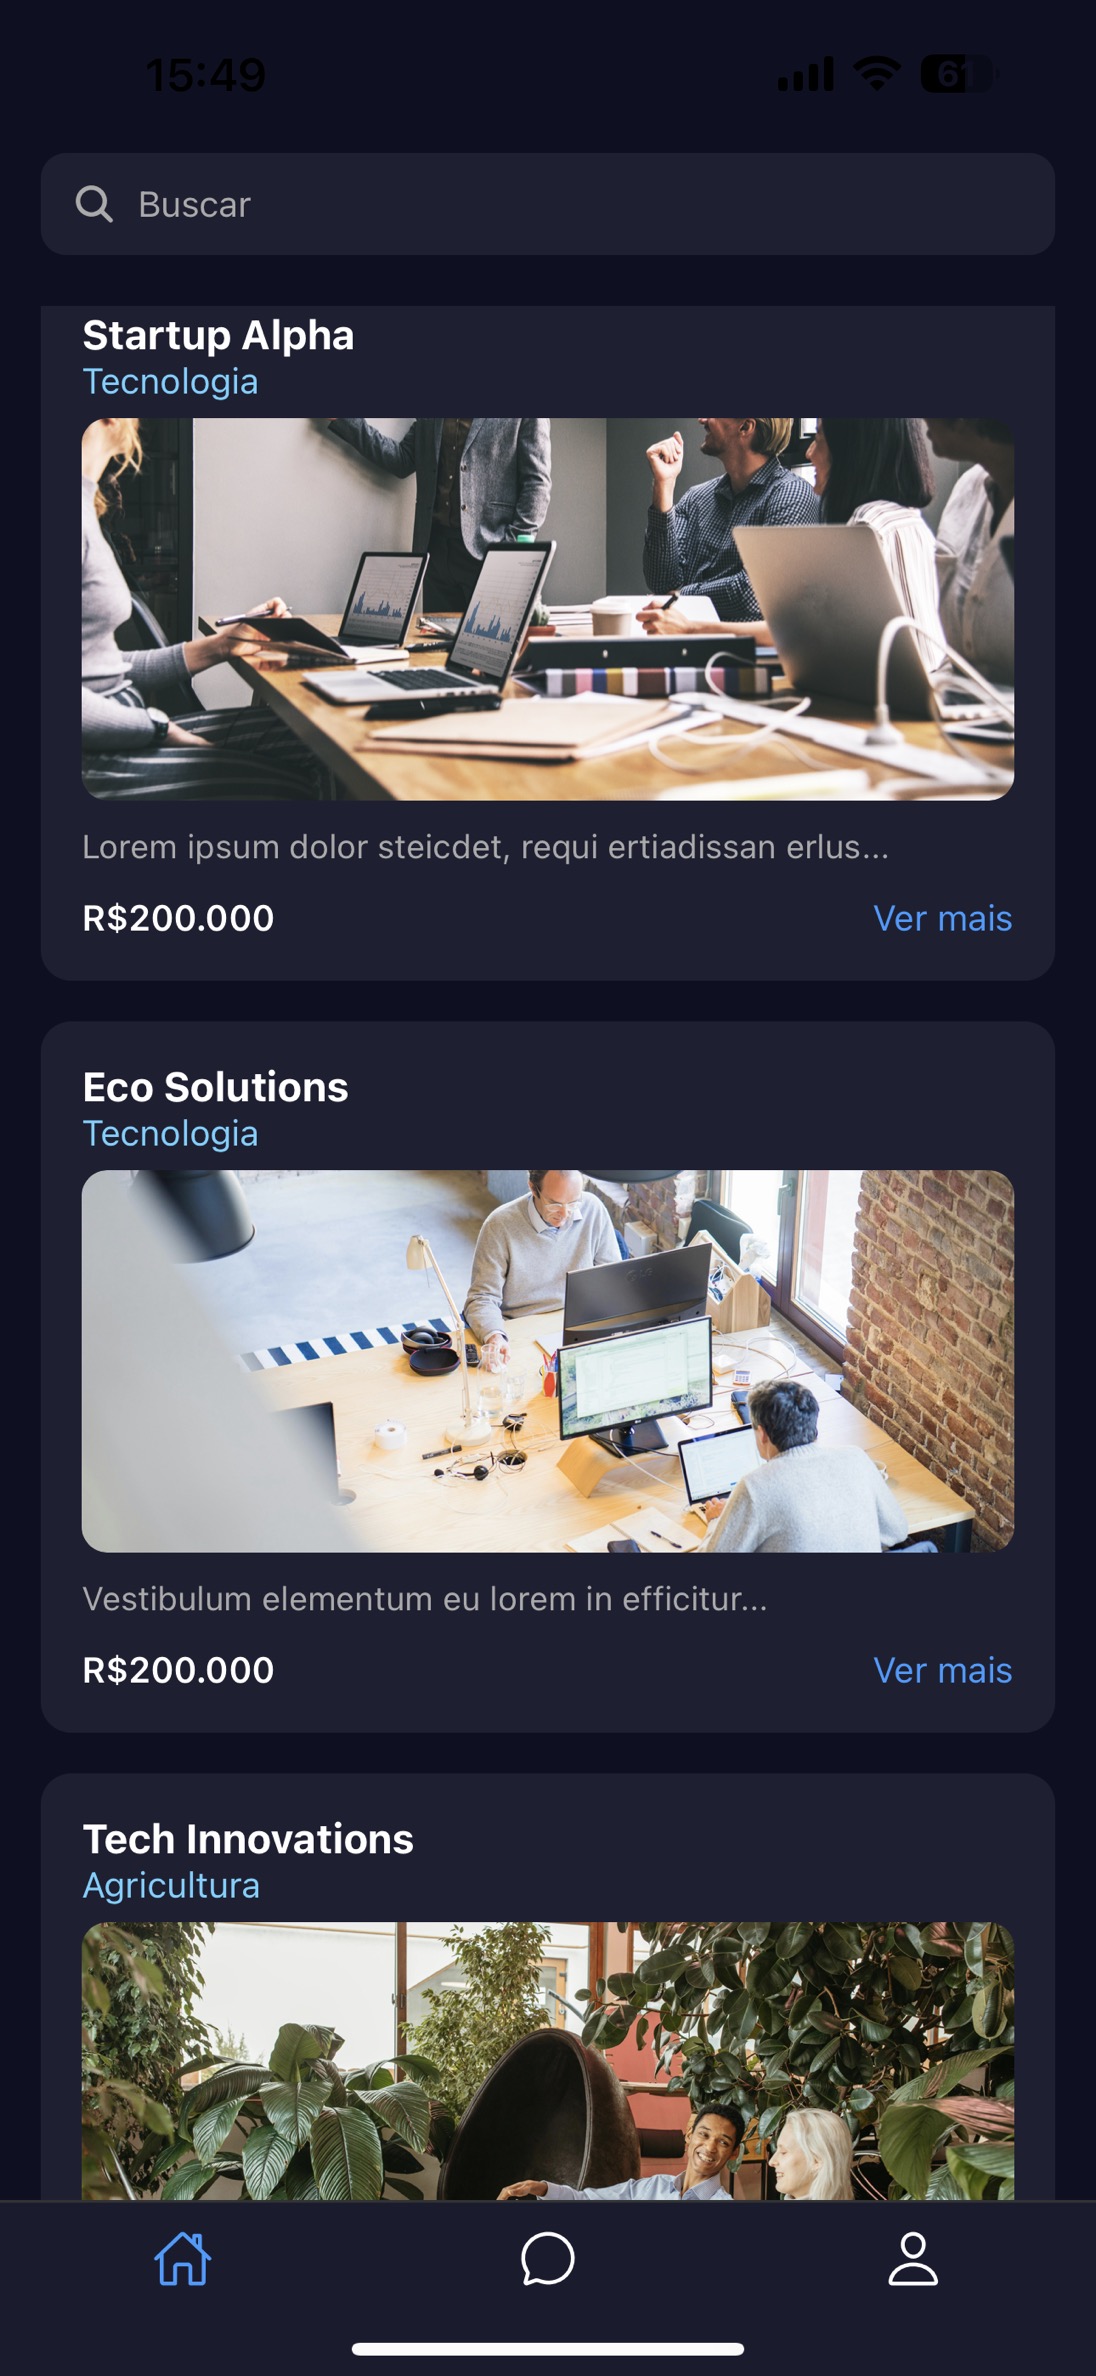 15:49
61
Buscar
Startup Alpha
Tecnologia
Lorem ipsum dolor steicdet, requi ertiadissan erlus...
R$200.000
Ver mais
Eco Solutions
Tecnologia
Vestibulum elementum eu lorem in efficitur...
R$200.000
Ver mais
Tech Innovations
Agricultura